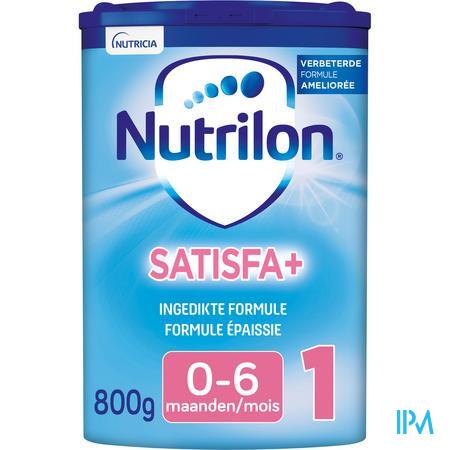 NUTRICIA
VERBETERDE
FORMULE
AMELIORÉE
Nutrilon®
SATISFA+
INGEDIKTE FORMULE
FORMULE ÉPAISSIE
800g
0-6
maanden/mois
1
IPM